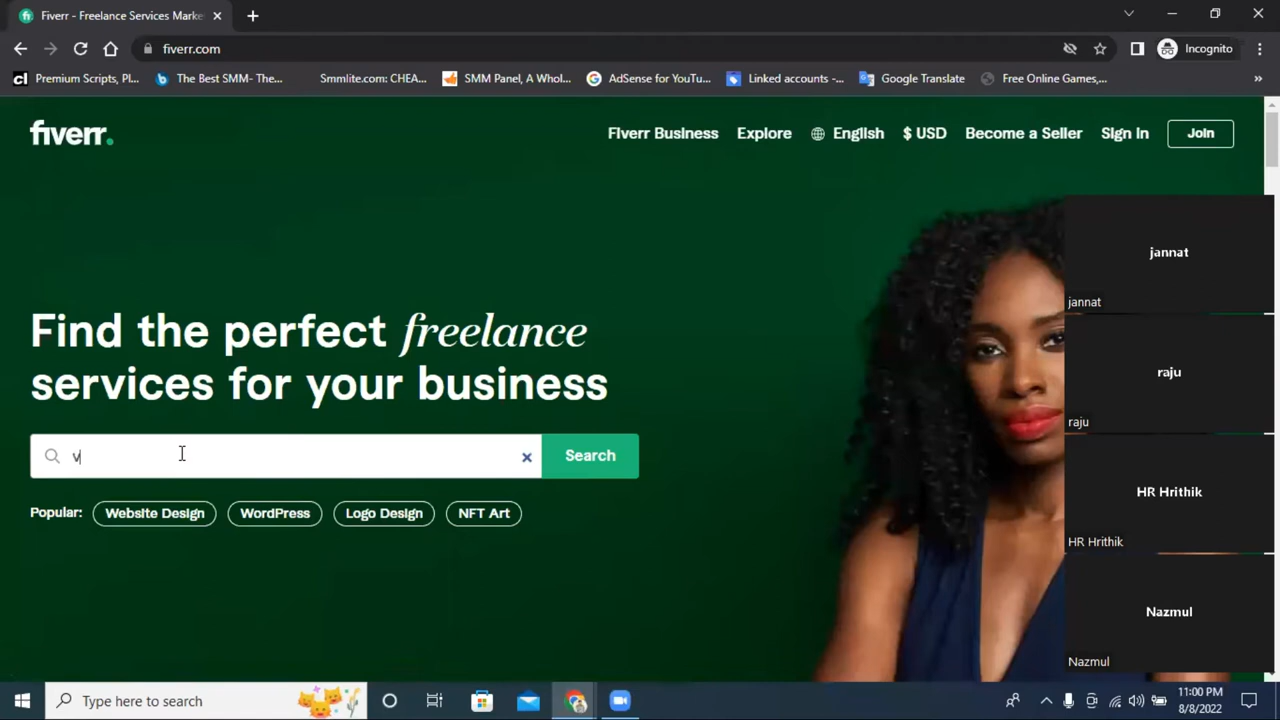 Fiverr - Freelance Services Marke
fiverr.com
Incognito
Premium Scripts, Pl...
The Best SMM- The...
Smmlite.com: CHEA...
SMM Panel, A Whol...
AdSense for YouTu...
Linked accounts -...
Google Translate
Free Online Games,...
fiverr.
Fiverr Business
Explore
English
$ USD
Become a Seller
Sign In
Join
Find the perfect freelance
services for your business
v
Search
Popular:
Website Design
WordPress
Logo Design
NFT Art
jannat
jannat
raju
raju
HR Hrithik
HR Hrithik
Nazmul
Nazmul
Type here to search
11:00 PM
8/8/2022